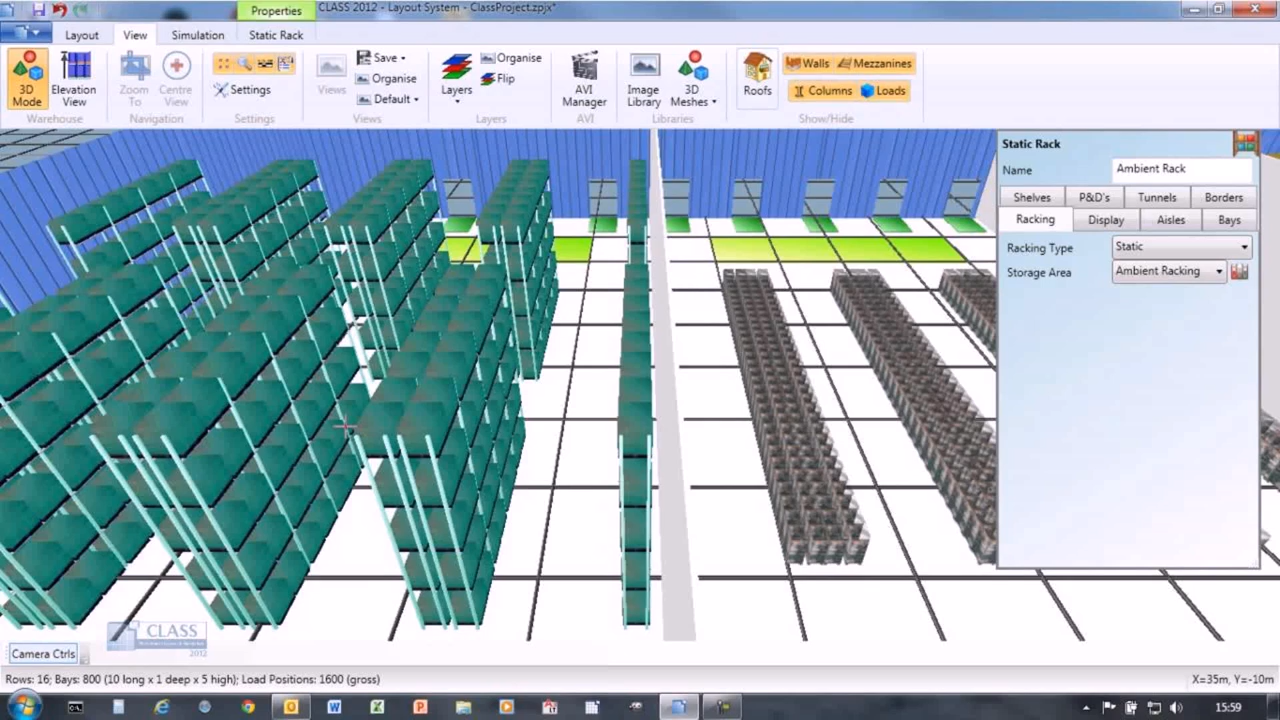 Properties
CLASS 2012 - Layout System - ClassProject.zpjx*
Layout View Simulation Static Rack
3D Mode
Elevation View
Warehouse
Zoom To
Centre View
Navigation
Settings
Settings
Views
Save
Organise
Default
Views
Layers
Organise
Flip
Layers
AVI Manager
AVI
Image Library
3D Meshes
Libraries
Roofs
Walls Mezzanines
Columns Loads
Show/Hide
Static Rack
Name Ambient Rack
Shelves P&D's Tunnels Borders
Racking Display Aisles Bays
Racking Type Static
Storage Area Ambient Racking
CLASS
2012
Camera Ctrls
Rows: 16; Bays: 800 (10 long x 1 deep x 5 high); Load Positions: 1600 (gross)
X=35m, Y=-10m
15:59